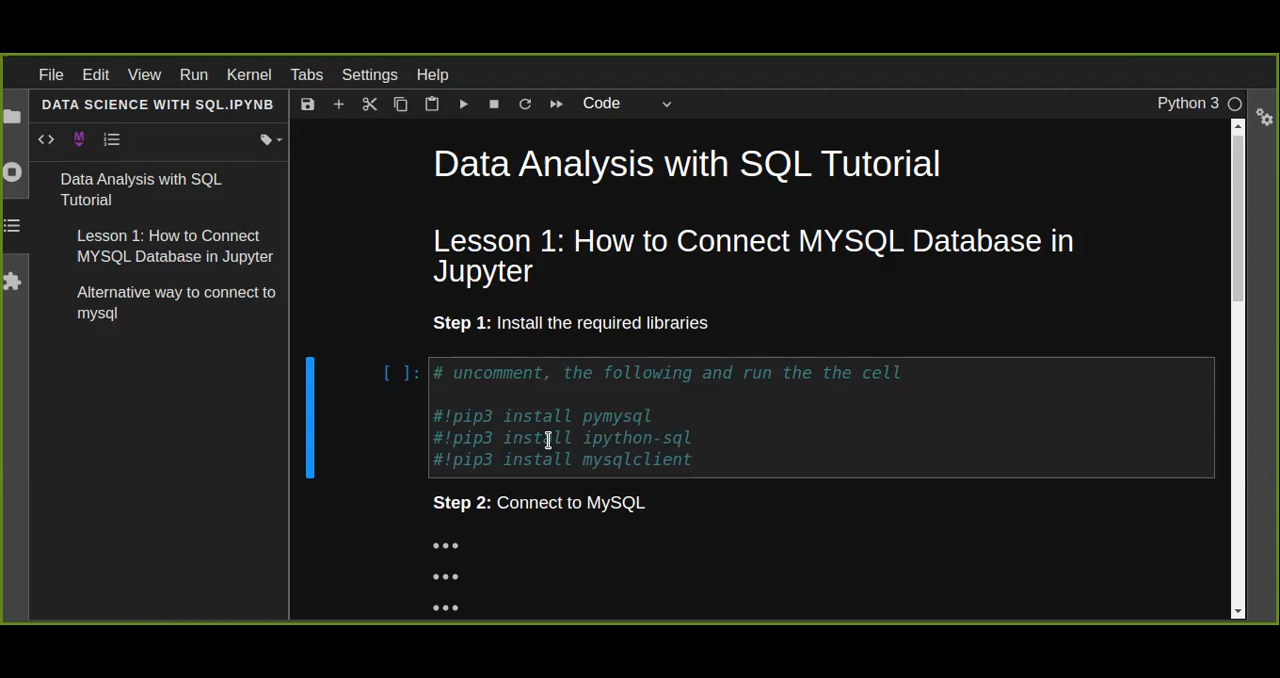 File Edit View Run Kernel Tabs Settings Help
DATA SCIENCE WITH SQL.IPYNB
Code
Python 3
M
Data Analysis with SQL
Tutorial
Lesson 1: How to Connect
MYSQL Database in Jupyter
Alternative way to connect to
mysql
Data Analysis with SQL Tutorial
Lesson 1: How to Connect MYSQL Database in
Jupyter
Step 1: Install the required libraries
[ ]: # uncomment, the following and run the the cell
#!pip3 install pymysql
#!pip3 install ipython-sql
#!pip3 install mysqlclient
Step 2: Connect to MySQL